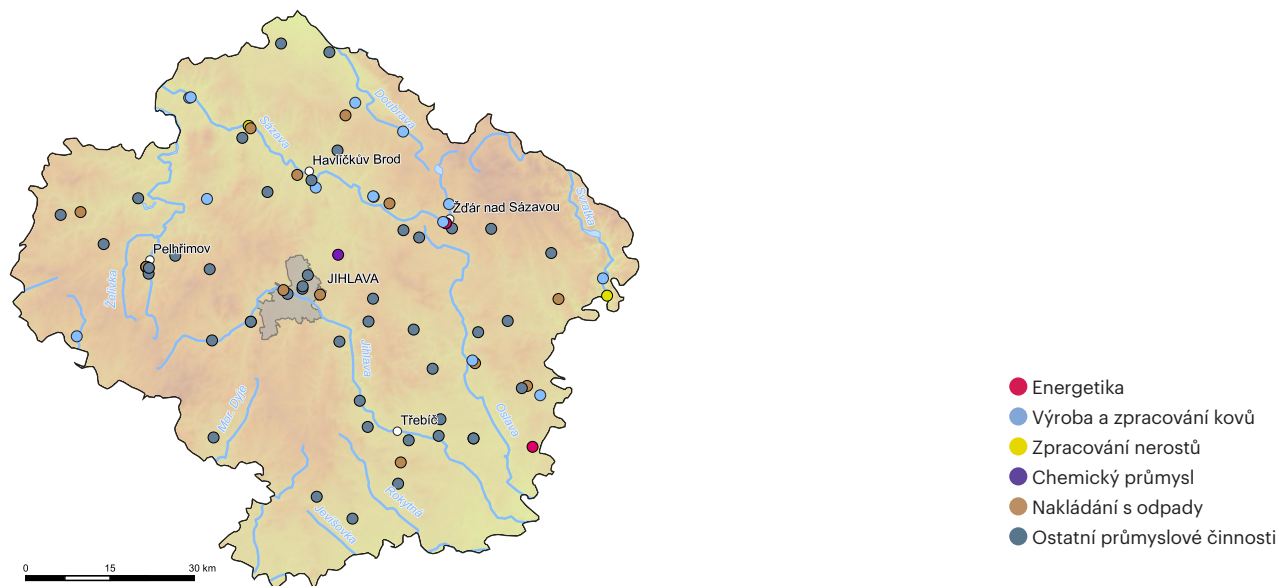 Doubrava
Sázava
Havlíčkův Brod
Svratka
Žďár nad Sázavou
Pelhřimov
Želivka
JIHLAVA
Jihlava
Mor. Dyje
Oslava
Třebíč
Rokytná
Jevišovka
0 15 30 km
Energetika
Výroba a zpracování kovů
Zpracování nerostů
Chemický průmysl
Nakládání s odpady
Ostatní průmyslové činnosti